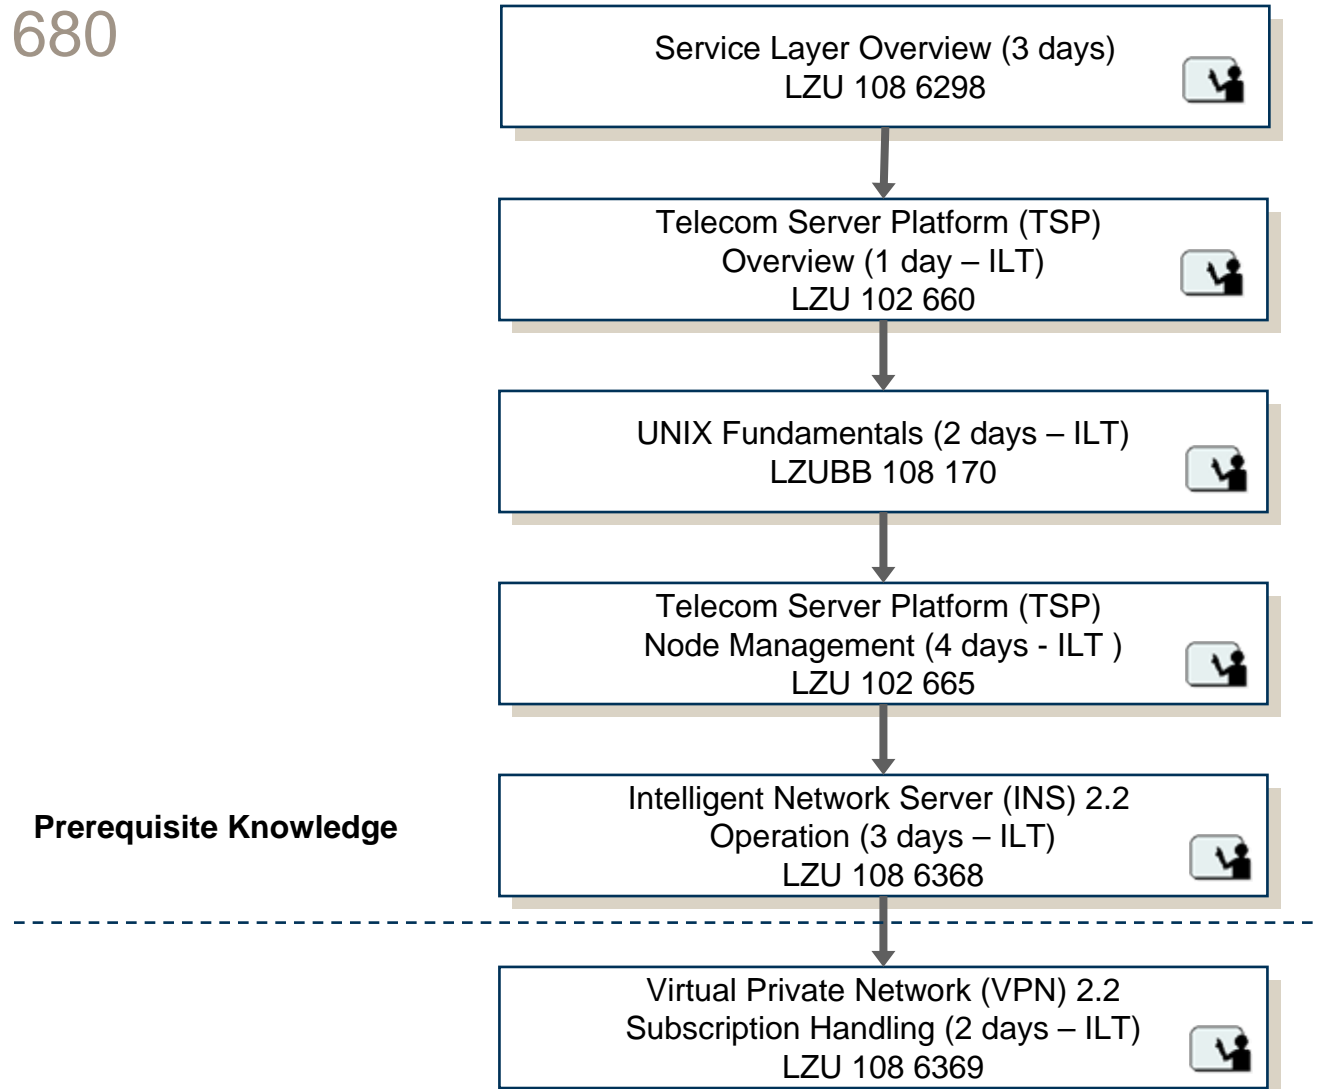 680
Service Layer Overview (3 days)
LZU 108 6298
Telecom Server Platform (TSP)
Overview (1 day – ILT)
LZU 102 660
UNIX Fundamentals (2 days – ILT)
LZUBB 108 170
Telecom Server Platform (TSP)
Node Management (4 days - ILT )
LZU 102 665
Intelligent Network Server (INS) 2.2
Operation (3 days – ILT)
LZU 108 6368
Prerequisite Knowledge
Virtual Private Network (VPN) 2.2
Subscription Handling (2 days – ILT)
LZU 108 6369